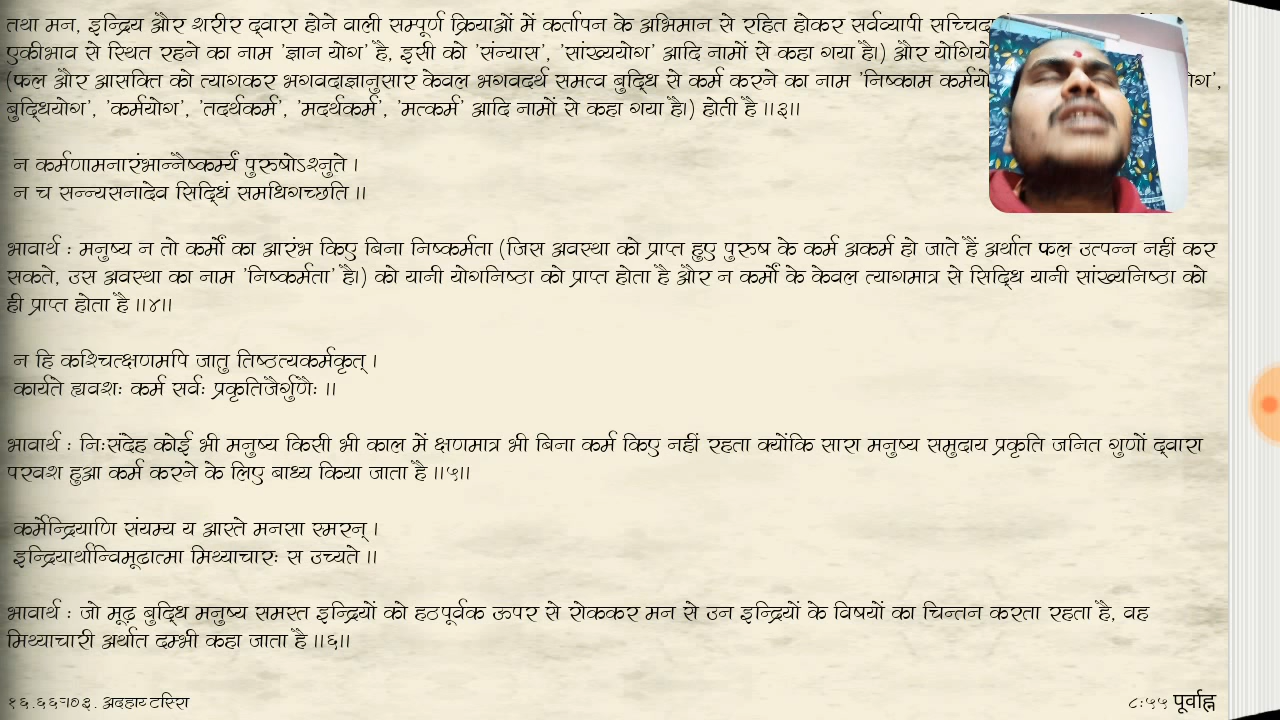 तथा मन, इन्द्रिय और शरीर द्वारा होने वाली सम्पूर्ण क्रियाओं में कर्तापन के अभिमान से रहित होकर सर्वव्यापी
एकीभाव से स्थित रहने का नाम 'ज्ञान योग' है, इसी को 'संन्यास', 'सांख्ययोग' आदि नामों से कहा गया है।) और
(फल और आसक्ति को त्यागकर भगवदाज्ञानुसार केवल भगवदर्थ समत्व बुद्धि से कर्म करने का नाम 'निष्काम
बुद्धियोग', 'कर्मयोग', 'तदर्थकर्म', 'मदर्थकर्म', 'मत्कर्म' आदि नामों से कहा गया है।) होती है ॥३॥
न कर्मणामनारंभान्नैष्कर्म्यं पुरुषोऽश्नुते ।
न च सन्न्यसनादेव सिद्धिं समधिगच्छति ॥
भावार्थ : मनुष्य न तो कर्मों का आरंभ किए बिना निष्कर्मता (जिस अवस्था को प्राप्त हुए पुरुष के कर्म अकर्म हो जाते हैं अर्थात फल उत्पन्न नहीं कर
सकते, उस अवस्था का नाम 'निष्कर्मता' है।) को यानी योगनिष्ठा को प्राप्त होता है और न कर्मों के केवल त्यागमात्र से सिद्धि यानी सांख्यनिष्ठा को
ही प्राप्त होता है ॥४॥
न हि कश्चित्क्षणमपि जातु तिष्ठत्यकर्मकृत् ।
कार्यते ह्यवशः कर्म सर्वः प्रकृतिजैर्गुणैः ॥
भावार्थ : निःसंदेह कोई भी मनुष्य किसी भी काल में क्षणमात्र भी बिना कर्म किए नहीं रहता क्योंकि सारा मनुष्य समुदाय प्रकृति जनित गुणों द्वारा
परवश हुआ कर्म करने के लिए बाध्य किया जाता है ॥५॥
कर्मेन्द्रियाणि संयम्य य आस्ते मनसा स्मरन् ।
इन्द्रियार्थान्विमूढात्मा मिथ्याचारः स उच्यते ॥
भावार्थ : जो मूढ़ बुद्धि मनुष्य समस्त इन्द्रियों को हठपूर्वक ऊपर से रोककर मन से उन इन्द्रियों के विषयों का चिन्तन करता रहता है, वह
मिथ्याचारी अर्थात दम्भी कहा जाता है ॥६॥
८:५५ पूर्वाह्न